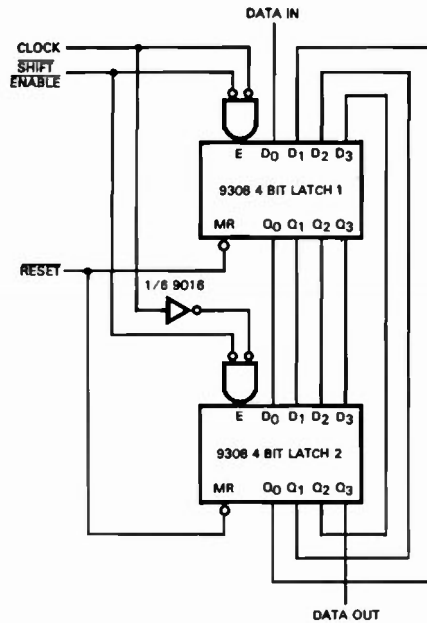 DATA IN
CLOCK
SHIFT
ENABLE
E D0 D1 D2 D3
9308 4 BIT LATCH 1
MR Q0 Q1 Q2 Q3
RESET
1/6 9016
E D0 D1 D2 D3
9308 4 BIT LATCH 2
MR Q0 Q1 Q2 Q3
DATA OUT